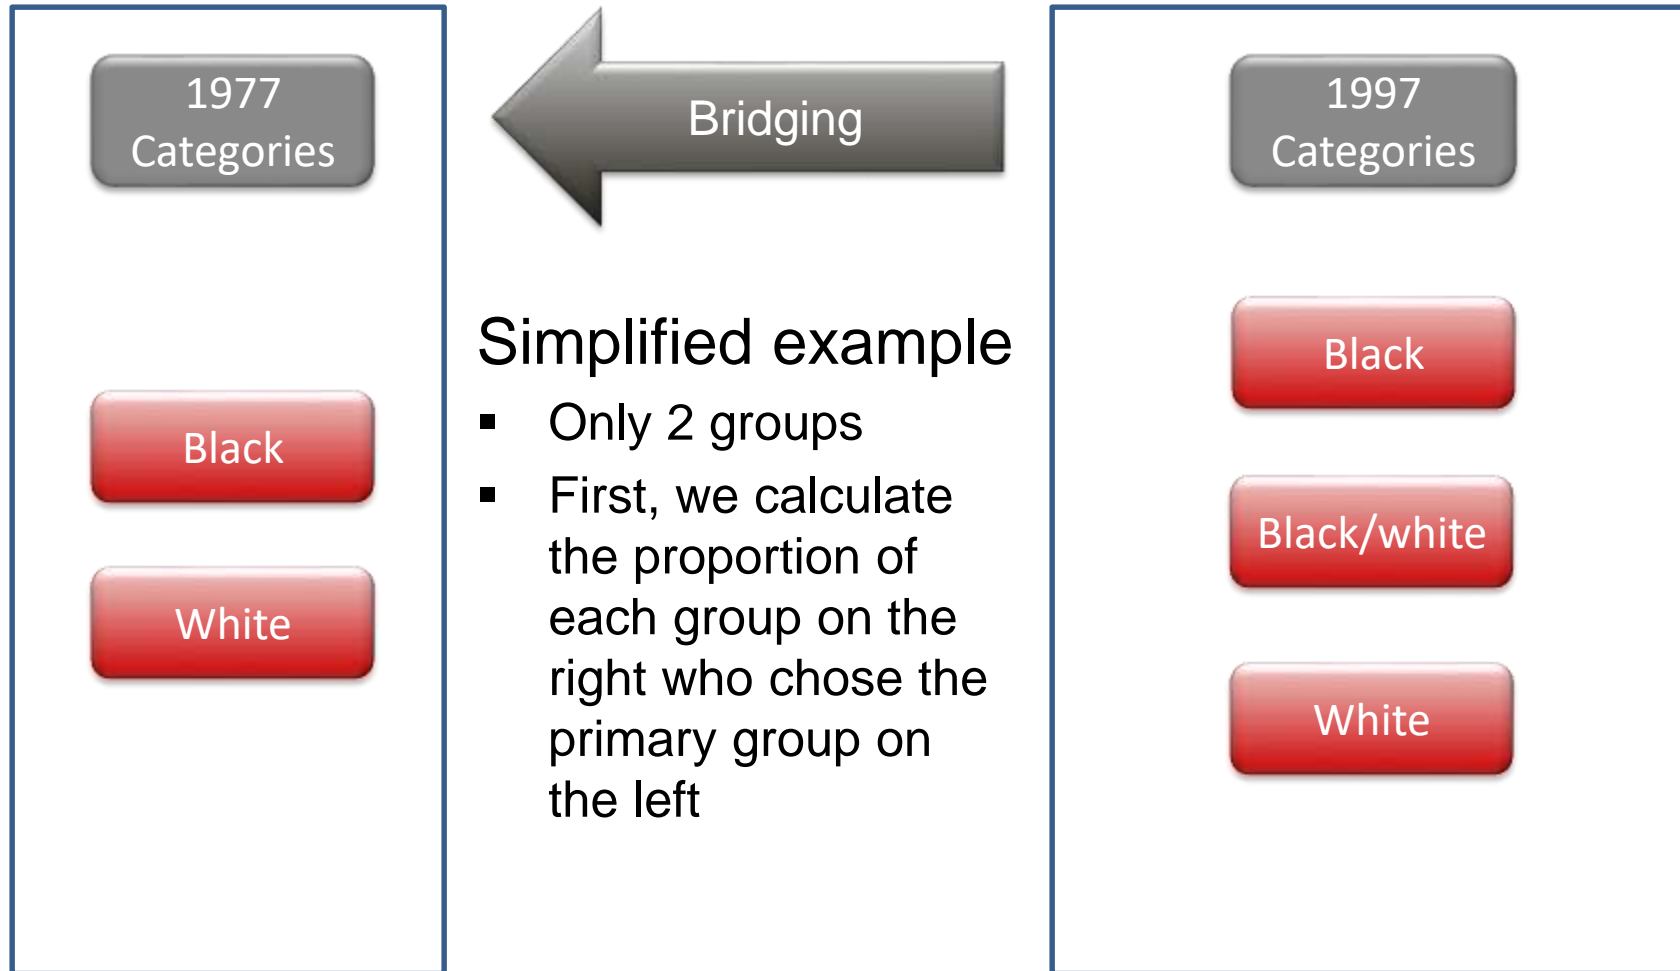 1977
Categories
Black
White
Bridging
Simplified example
▪ Only 2 groups
▪ First, we calculate
the proportion of
each group on the
right who chose the
primary group on
the left
1997
Categories
Black
Black/white
White